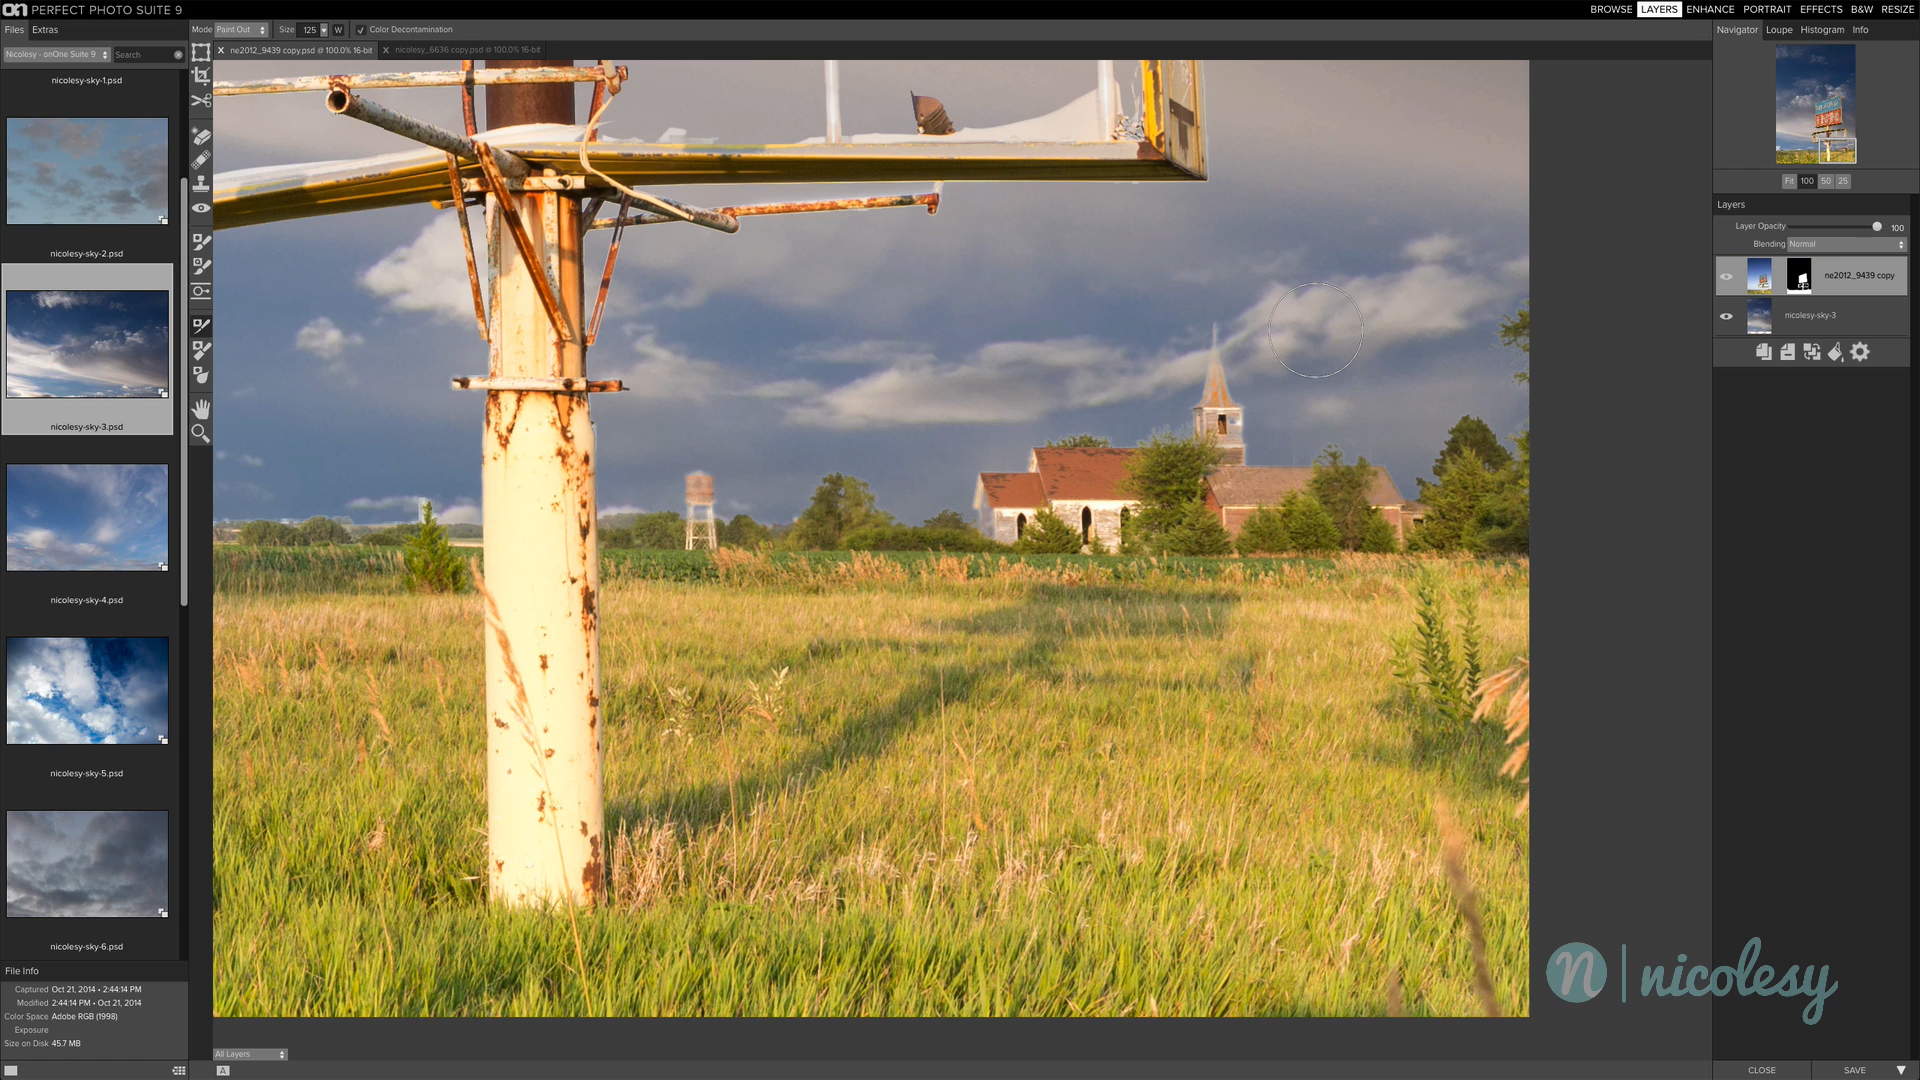 on PERFECT PHOTO SUITE 9
BROWSE LAYERS ENHANCE PORTRAIT EFFECTS B&W RESIZE
Files Extras
Mode Paint Out Size 125 W Color Decontamination
Navigator Loupe Histogram Info
Nicolesy - onOne Suite 9 Search
X ne2012_9439 copy.psd @ 100.0% 16-bit X nicolesy_6636 copy.psd @ 100.0% 16-bit
nicolesy-sky-1.psd
nicolesy-sky-2.psd
nicolesy-sky-3.psd
nicolesy-sky-4.psd
nicolesy-sky-5.psd
nicolesy-sky-6.psd
Fit 100 50 25
Layers
Layer Opacity 100
Blending Normal
ne2012_9439 copy
nicolesy-sky-3
File Info
Captured Oct 21, 2014 • 2:44:14 PM
Modified 2:44:14 PM • Oct 21, 2014
Color Space Adobe RGB (1998)
Exposure
Size on Disk 45.7 MB
All Layers
A
n | nicolesy
CLOSE SAVE